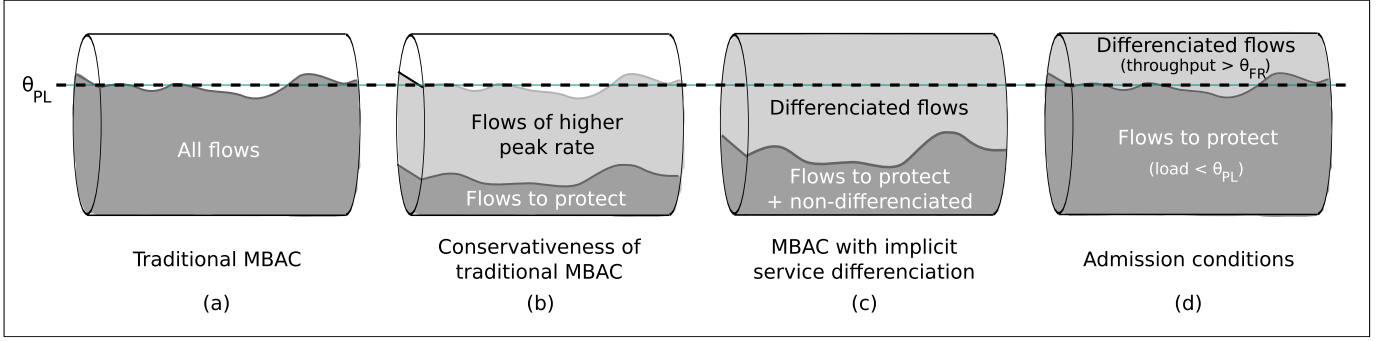 θPL
All flows
Traditional MBAC
(a)
Flows of higher
peak rate
Flows to protect
Conservativeness of
traditional MBAC
(b)
Differenciated flows
Flows to protect
+ non-differenciated
MBAC with implicit
service differenciation
(c)
Differenciated flows
(throughput > θFR)
Flows to protect
(load < θPL)
Admission conditions
(d)